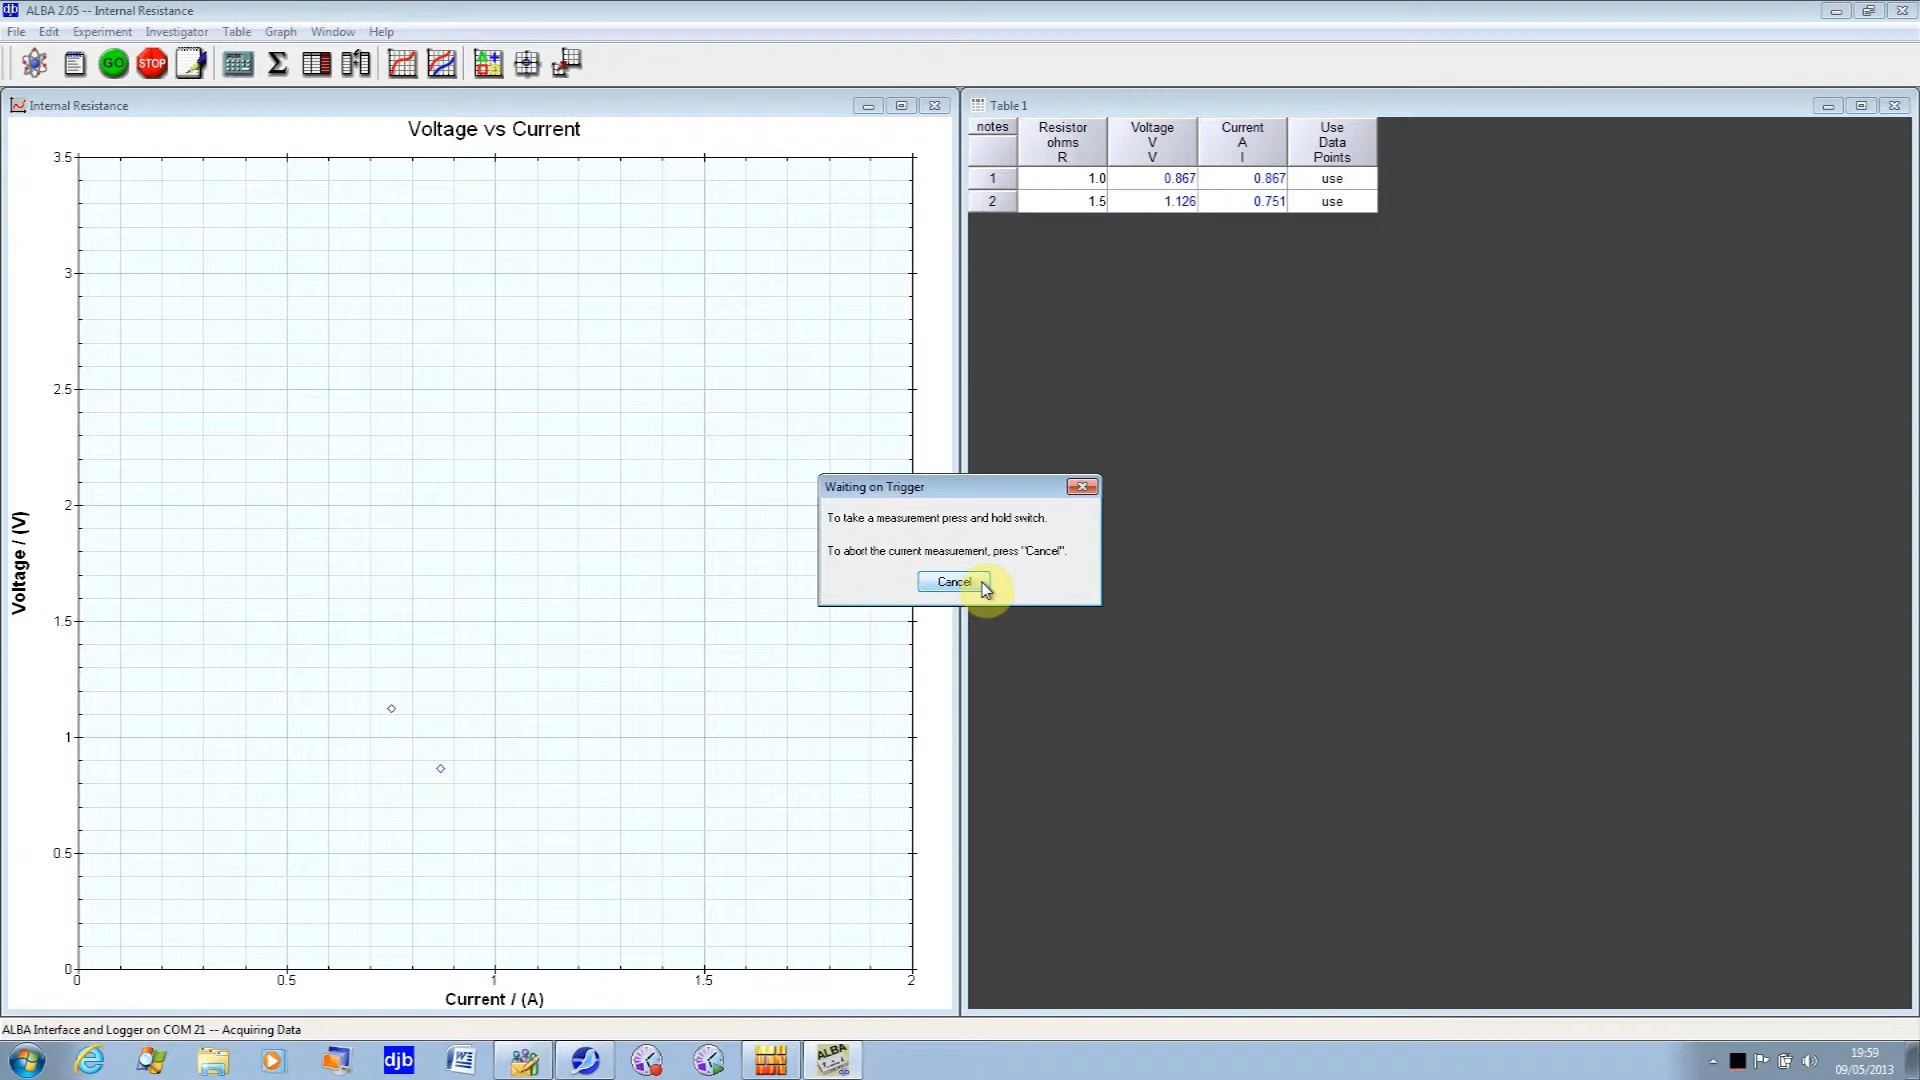 ALBA 2.05 -- Internal Resistance
File Edit Experiment Investigator Table Graph Window Help
GO STOP
Internal Resistance
Voltage vs Current
3.5
3
2.5
2
1.5
1
0.5
0
Voltage / (V)
0 0.5 1 1.5 2
Current / (A)
Table 1
notes Resistor Voltage Current Use
ohms V A Data
R V I Points
1 1.0 0.867 0.867 use
2 1.5 1.126 0.751 use
Waiting on Trigger
To take a measurement press and hold switch.
To abort the current measurement, press "Cancel".
Cancel
ALBA Interface and Logger on COM 21 -- Acquiring Data
djb
ALBA
19:59
09/05/2013